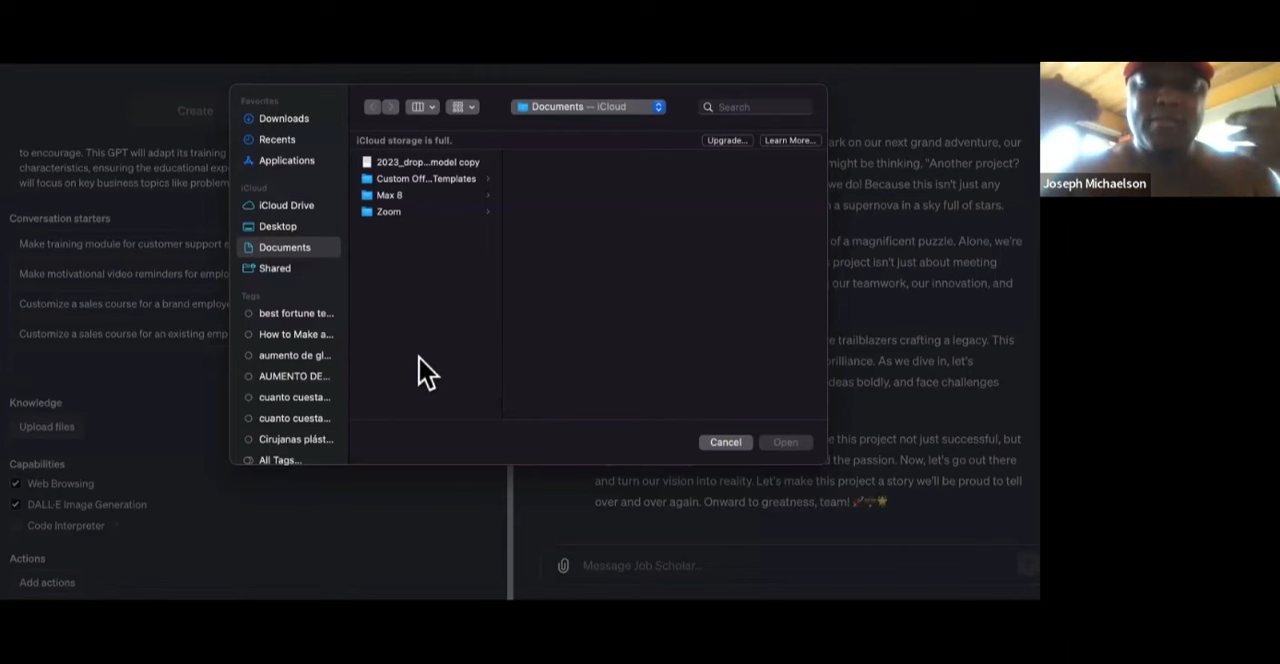 Create
to encourage. This GPT will adapt its training
characteristics, ensuring the educational exp
will focus on key business topics like problem
Conversation starters
Make training module for customer support e
Make motivational video reminders for emplo
Customize a sales course for a brand employe
Customize a sales course for an existing emp
Knowledge
Upload files
Capabilities
Web Browsing
DALL·E Image Generation
Code Interpreter
Actions
Add actions
Favorites
Downloads
Recents
Applications
iCloud
iCloud Drive
Desktop
Documents
Shared
Tags
best fortune te...
How to Make a...
aumento de gl...
AUMENTO DE...
cuanto cuesta...
cuanto cuesta...
Cirujanas plást...
All Tags...
Documents — iCloud
Search
iCloud storage is full.
Upgrade...
Learn More...
2023_drop...model copy
Custom Off...Templates
Max 8
Zoom
Cancel
Open
ark on our next grand adventure, our
might be thinking, "Another project?
we do! Because this isn't just any
a supernova in a sky full of stars.
of a magnificent puzzle. Alone, we're
project isn't just about meeting
our teamwork, our innovation, and
e trailblazers crafting a legacy. This
rilliance. As we dive in, let's
deas boldly, and face challenges
e this project not just successful, but
the passion. Now, let's go out there
and turn our vision into reality. Let's make this project a story we'll be proud to tell
over and over again. Onward to greatness, team!
Message Job Scholar...
Joseph Michaelson